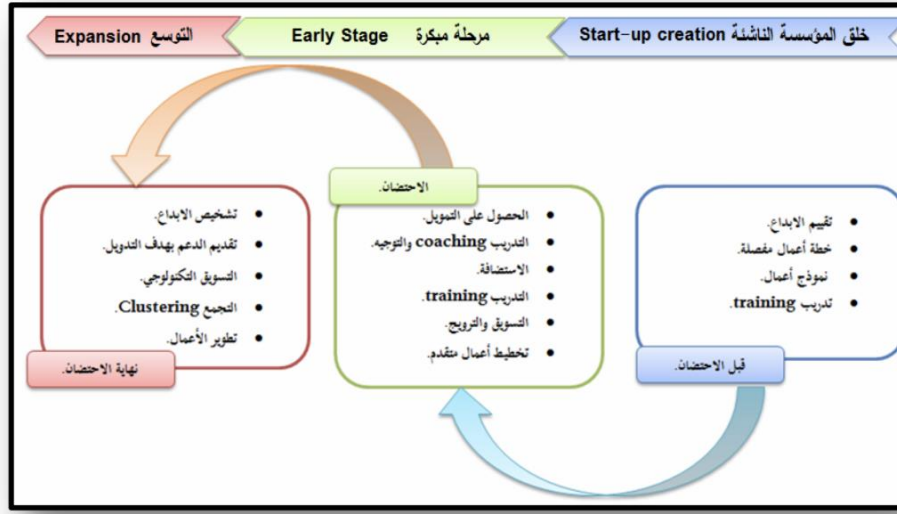 خلق المؤسسة الناشئة Start-up creation
مرحلة مبكرة Early Stage
التوسع Expansion
تقييم الابداع.
خطة أعمال مفصلة.
نموذج أعمال.
تدريب training.
قبل الاحتضان.
الاحتضان.
الحصول على التمويل.
التدريب coaching والتوجيه.
الاستضافة.
التدريب training.
التسويق والترويج.
تخطيط أعمال متقدم.
تشخيص الابداع.
تقديم الدعم بهدف التدويل.
التسويق التكنولوجي.
التجمع Clustering.
تطوير الأعمال.
نهاية الاحتضان.